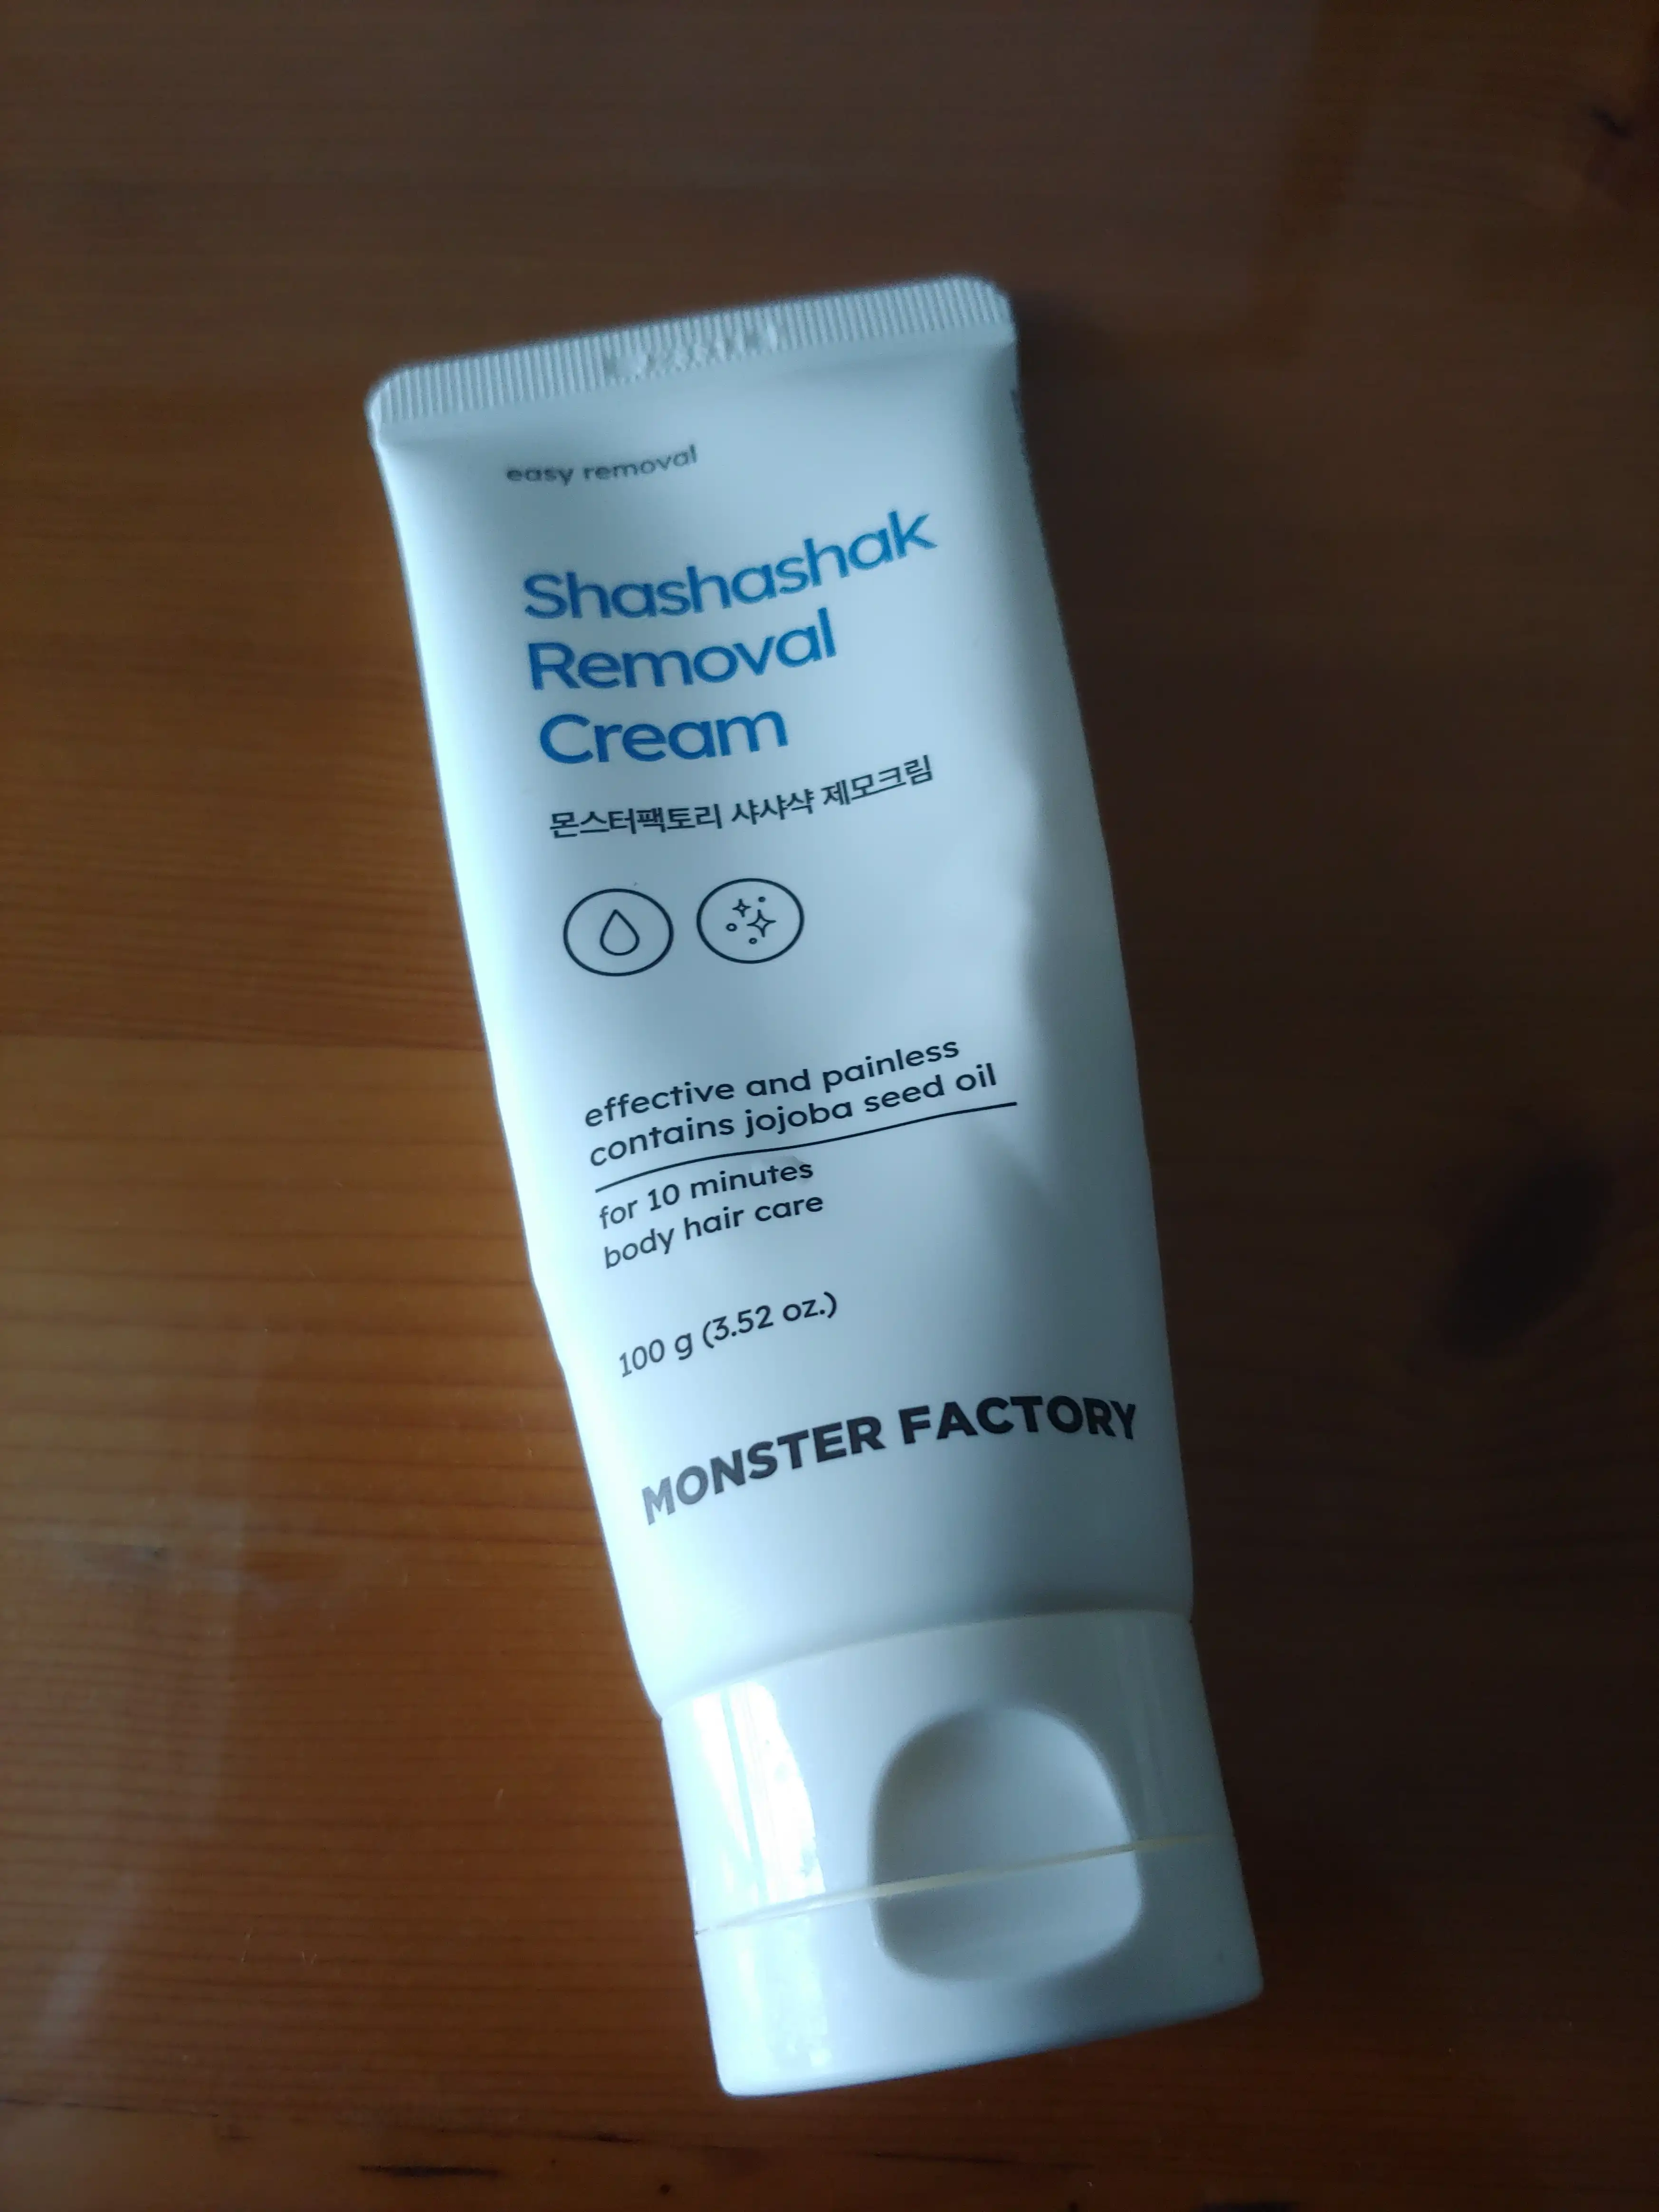 easy removal
Shashashak
Removal
Cream
몬스터팩토리 샤샤샥 제모크림
effective and painless
contains jojoba seed oil
for 10 minutes
body hair care
100 g (3.52 oz.)
MONSTER FACTORY